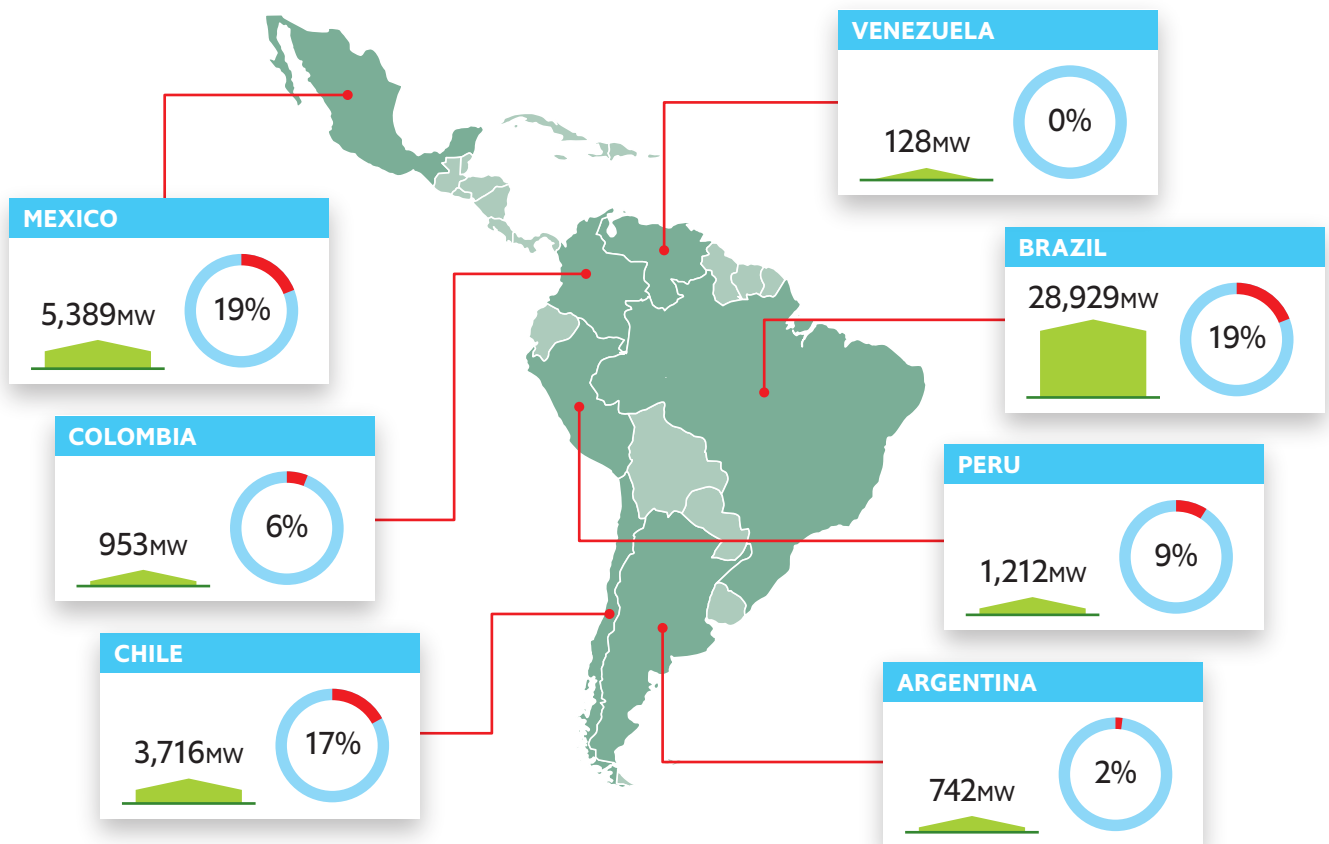 VENEZUELA
128MW
0%
MEXICO
5,389MW
19%
BRAZIL
28,929MW
19%
COLOMBIA
953MW
6%
PERU
1,212MW
9%
CHILE
3,716MW
17%
ARGENTINA
742MW
2%